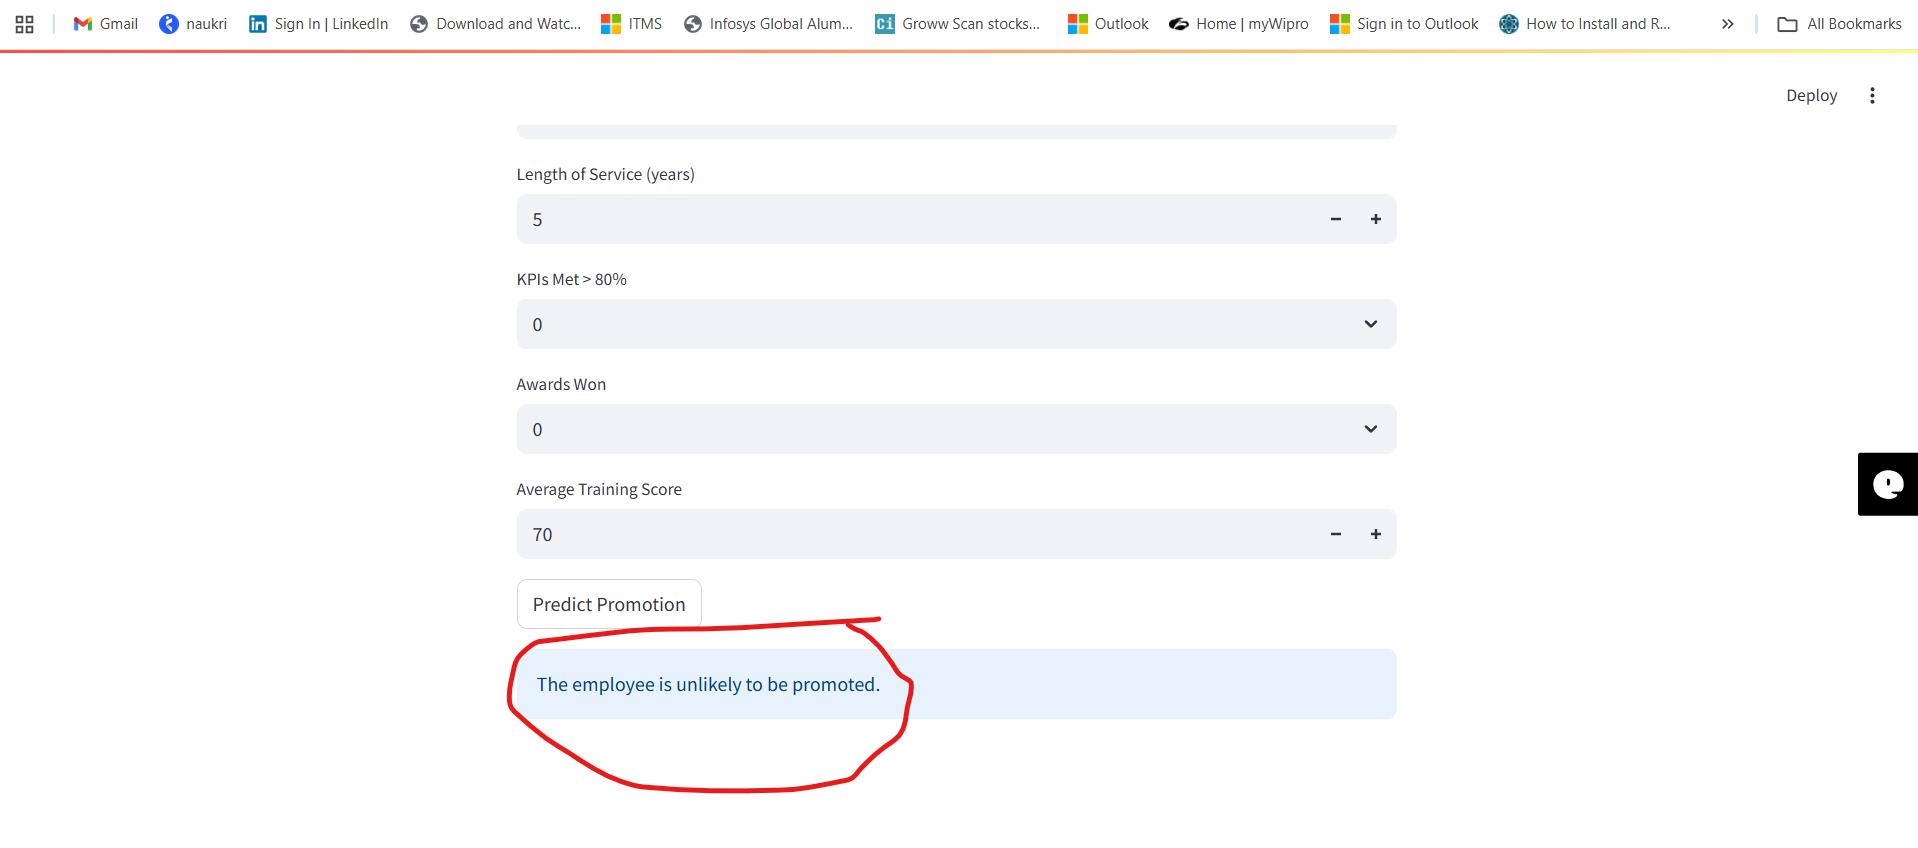 Gmail naukri Sign In | LinkedIn Download and Watc... ITMS Infosys Global Alum... Ci Groww Scan stocks... Outlook Home | myWipro Sign in to Outlook How to Install and R... » All Bookmarks
Deploy
Length of Service (years)
5 − +
KPIs Met > 80%
0
Awards Won
0
Average Training Score
70 − +
Predict Promotion
The employee is unlikely to be promoted.